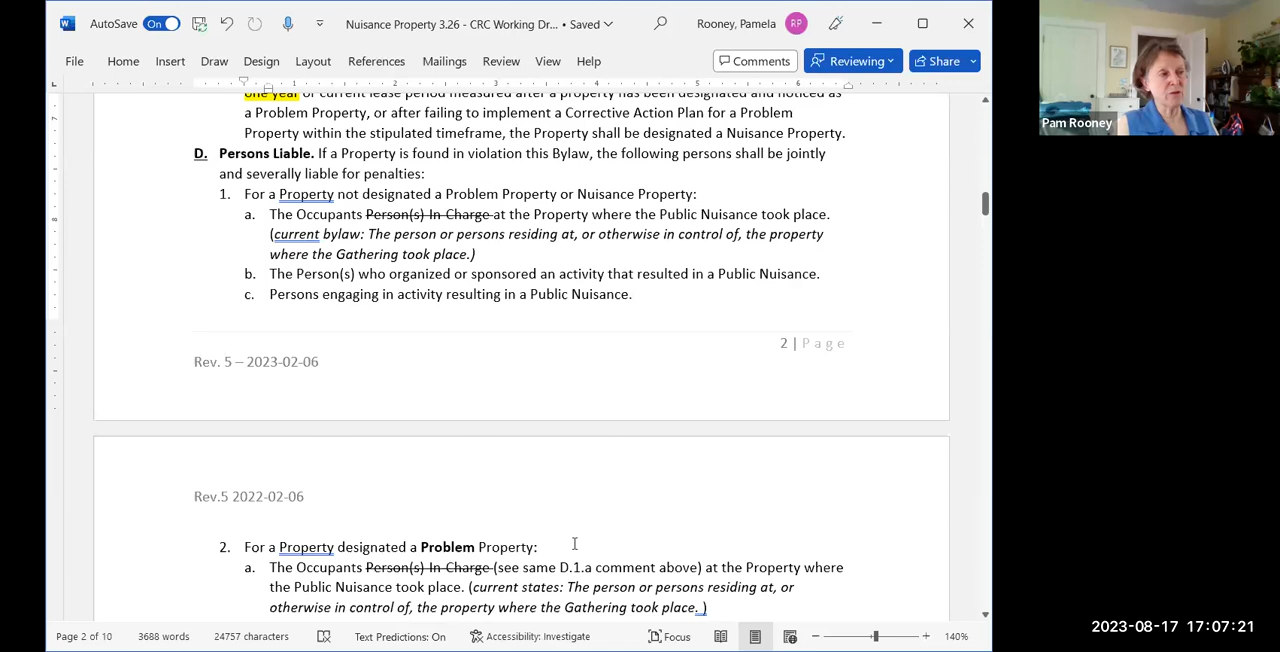 AutoSave On Nuisance Property 3.26 - CRC Working Dr... • Saved Rooney, Pamela RP
File Home Insert Draw Design Layout References Mailings Review View Help Comments Reviewing Share
1 2 3 4 5 6
one year or current lease period measured after a property has been designated and noticed as
a Problem Property, or after failing to implement a Corrective Action Plan for a Problem
Property within the stipulated timeframe, the Property shall be designated a Nuisance Property.
D. Persons Liable. If a Property is found in violation this Bylaw, the following persons shall be jointly
and severally liable for penalties:
1. For a Property not designated a Problem Property or Nuisance Property:
a. The Occupants Person(s) In Charge at the Property where the Public Nuisance took place.
(current bylaw: The person or persons residing at, or otherwise in control of, the property
where the Gathering took place.)
b. The Person(s) who organized or sponsored an activity that resulted in a Public Nuisance.
c. Persons engaging in activity resulting in a Public Nuisance.
2 | Page
Rev. 5 – 2023-02-06
Rev.5 2022-02-06
2. For a Property designated a Problem Property:
a. The Occupants Person(s) In Charge (see same D.1.a comment above) at the Property where
the Public Nuisance took place. (current states: The person or persons residing at, or
otherwise in control of, the property where the Gathering took place. )
Page 2 of 10 3688 words 24757 characters Text Predictions: On Accessibility: Investigate Focus 140%
Pam Rooney
2023-08-17 17:07:21